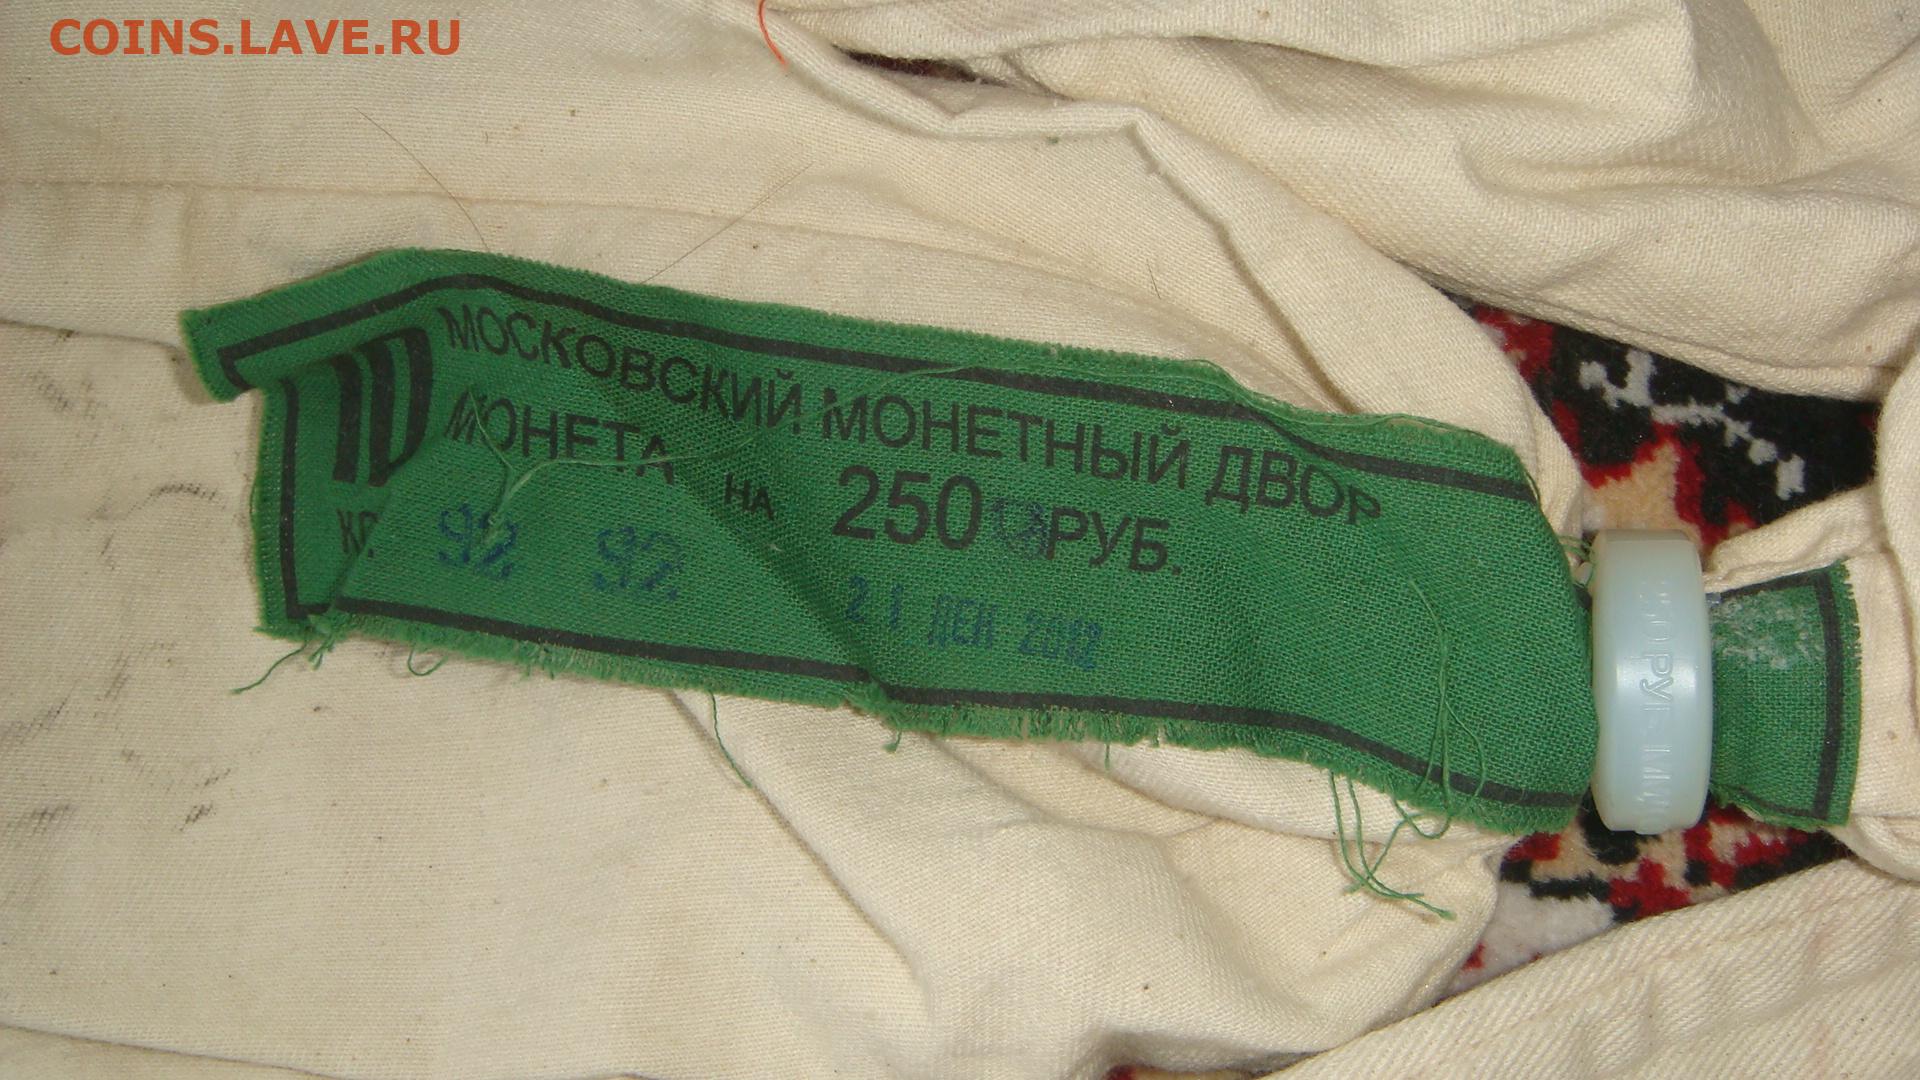 COINS.LAVE.RU
МОСКОВСКИЙ МОНЕТНЫЙ ДВОР
МОНЕТА НА 250 РУБ.
92 92
21 ДЕК 2012